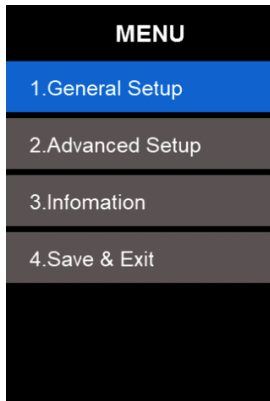 MENU
1.General Setup
2.Advanced Setup
3.Infomation
4.Save & Exit